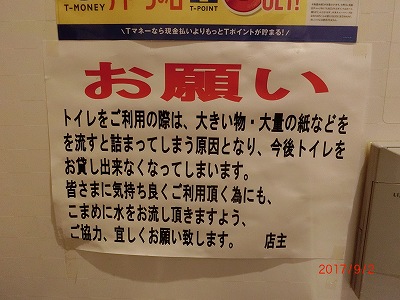 T-MONEY
T-POINT
GET!
\Tマネーなら現金払いよりもっとTポイントが貯まる!/
お願い
トイレをご利用の際は、大きい物・大量の紙などを
を流すと詰まってしまう原因となり、今後トイレを
お貸し出来なくなってしまいます。
皆さまに気持ち良くご利用頂く為にも、
こまめに水をお流し頂きますよう、
ご協力、宜しくお願い致します。 店主
2017/9/2